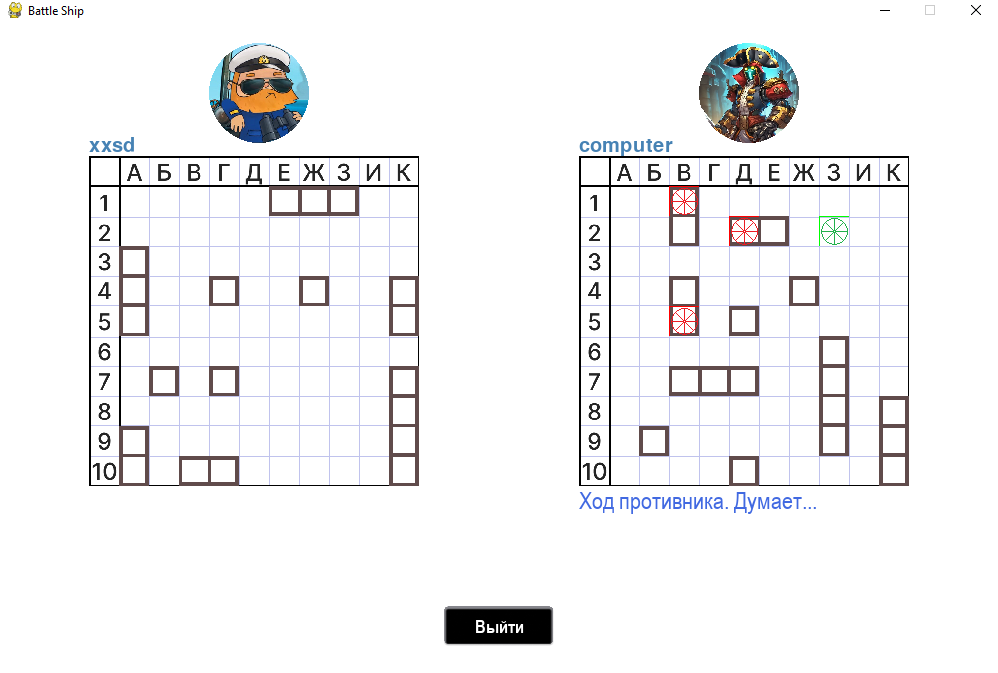 Battle Ship
xxsd
computer
А Б В Г Д Е Ж З И К
А Б В Г Д Е Ж З И К
1
2
3
4
5
6
7
8
9
10
1
2
3
4
5
6
7
8
9
10
Ход противника. Думает...
Выйти